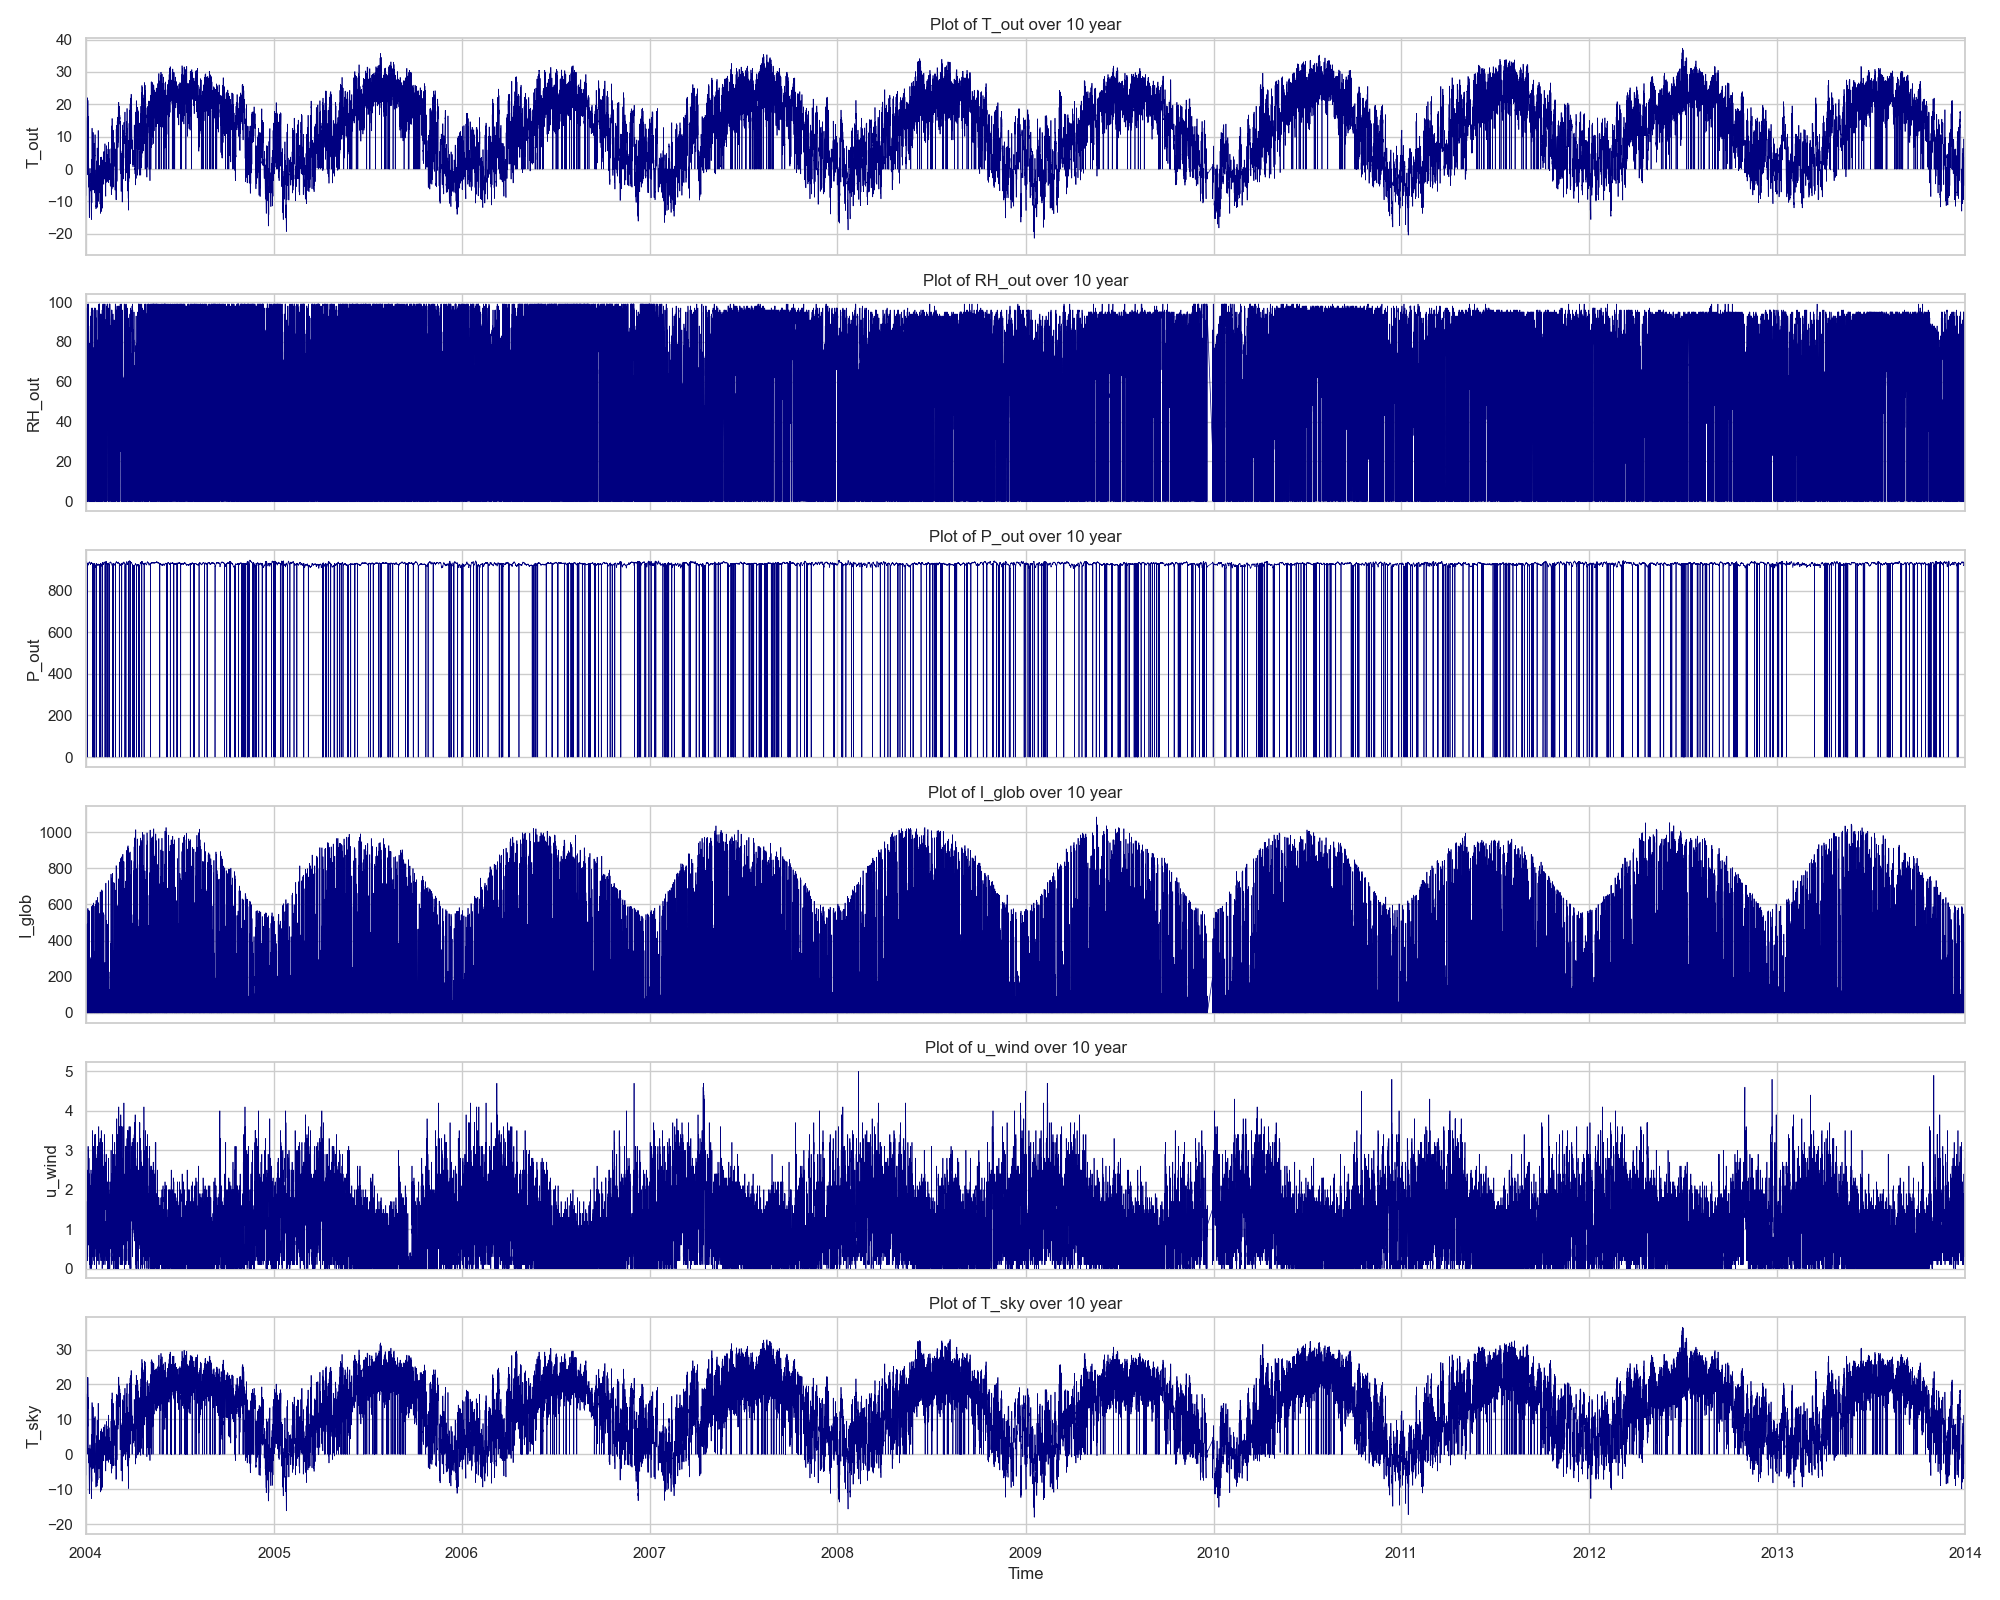 Plot of T_out over 10 year
40
30
20
10
0
−10
−20
T_out
Plot of RH_out over 10 year
100
80
60
40
20
0
RH_out
Plot of P_out over 10 year
800
600
400
200
0
P_out
Plot of I_glob over 10 year
1000
800
600
400
200
0
I_glob
Plot of u_wind over 10 year
5
4
3
2
1
0
u_wind
Plot of T_sky over 10 year
30
20
10
0
−10
−20
T_sky
2004 2005 2006 2007 2008 2009 2010 2011 2012 2013 2014
Time